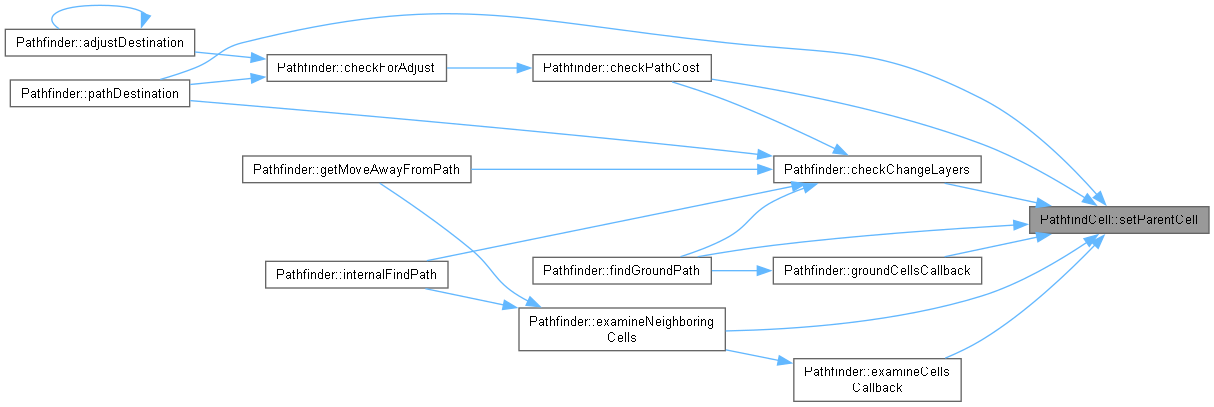 Pathfinder::adjustDestination
Pathfinder::checkForAdjust
Pathfinder::checkPathCost
Pathfinder::pathDestination
Pathfinder::getMoveAwayFromPath
Pathfinder::checkChangeLayers
PathfindCell::setParentCell
Pathfinder::internalFindPath
Pathfinder::findGroundPath
Pathfinder::groundCellsCallback
Pathfinder::examineNeighboring
Cells
Pathfinder::examineCells
Callback